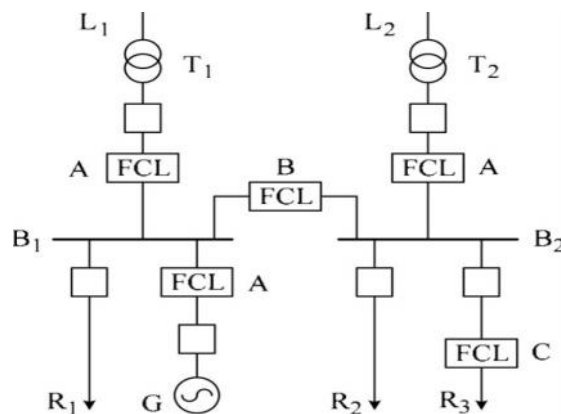 L1 L2
T1 T2
A FCL B FCL A
FCL
B1 B2
FCL A
FCL C
R1 G R2 R3